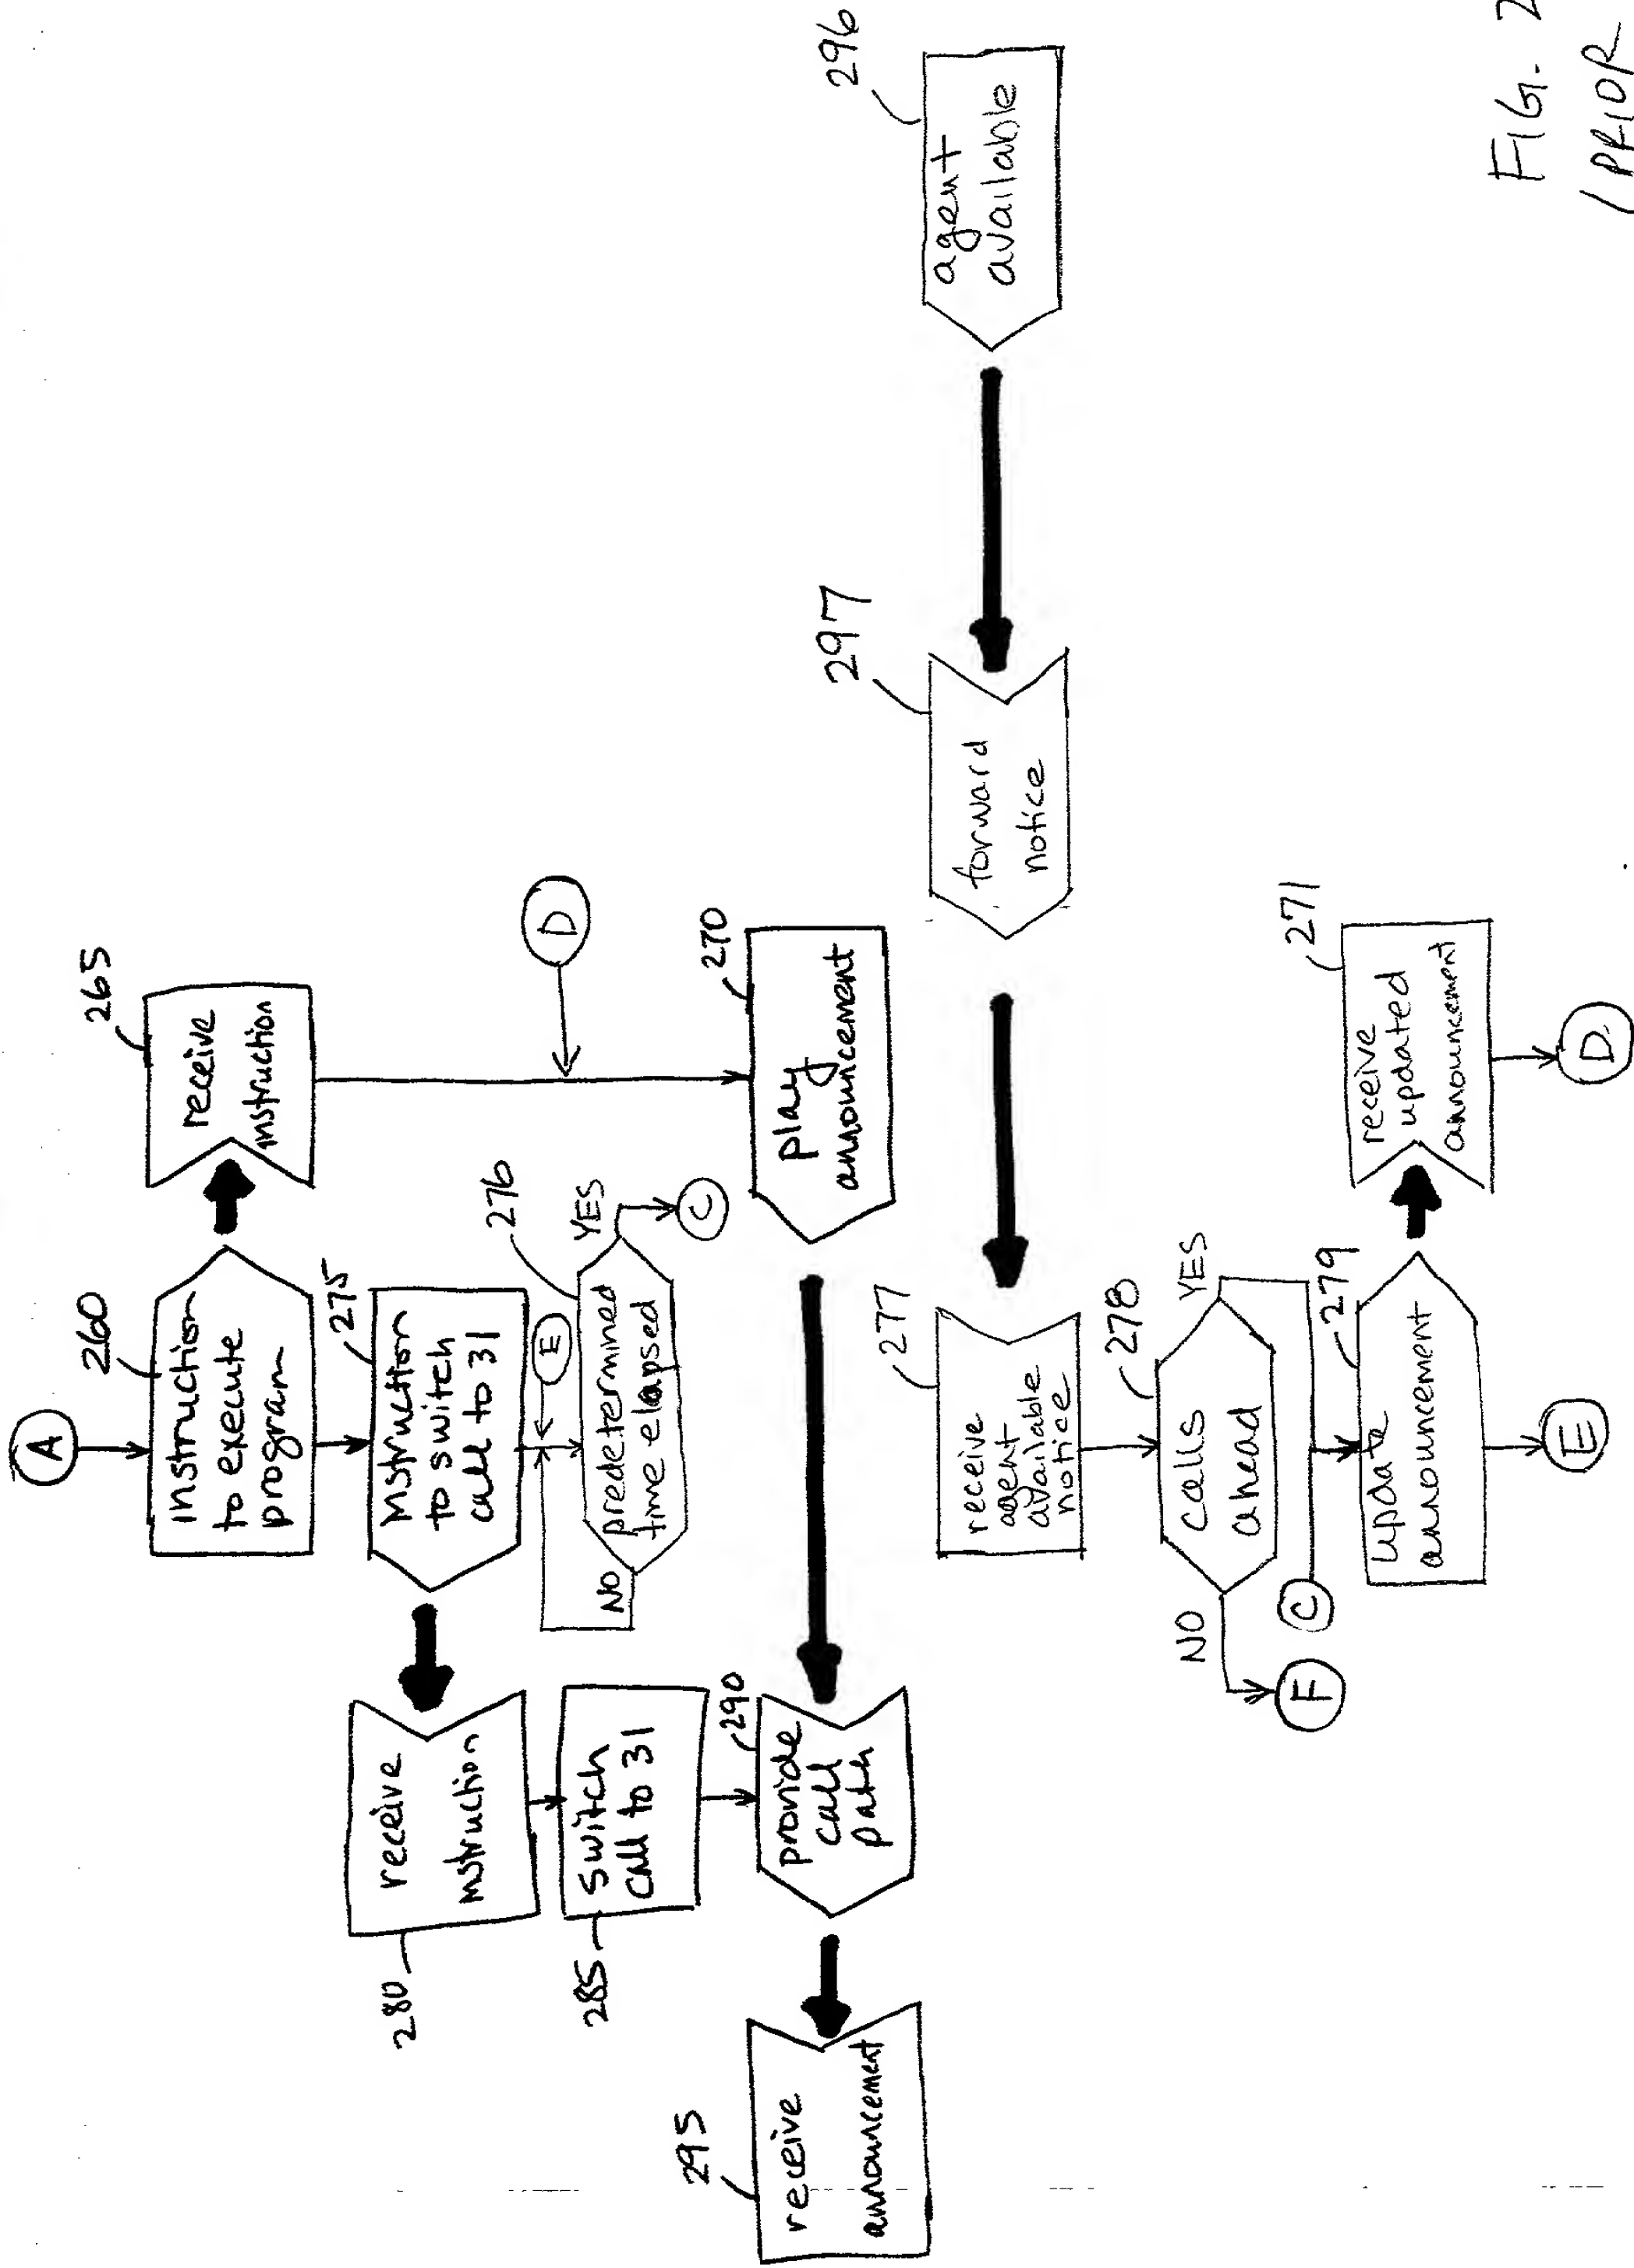 A
260
instruction
to execute
program
265
receive
instruction
275
instruction
to switch
call to 31
280
receive
instruction
E
D
276
predetermined
time elapsed
NO
YES
C
285
switch
call to 31
290
provide
call
path
270
play
announcement
295
receive
announcement
296
agent
available
297
forward
notice
277
receive
agent
available
notice
278
calls
ahead
YES
NO
F
C
279
update
announcement
E
271
receive
updated
announcement
D
FIG. 2
(PRIOR